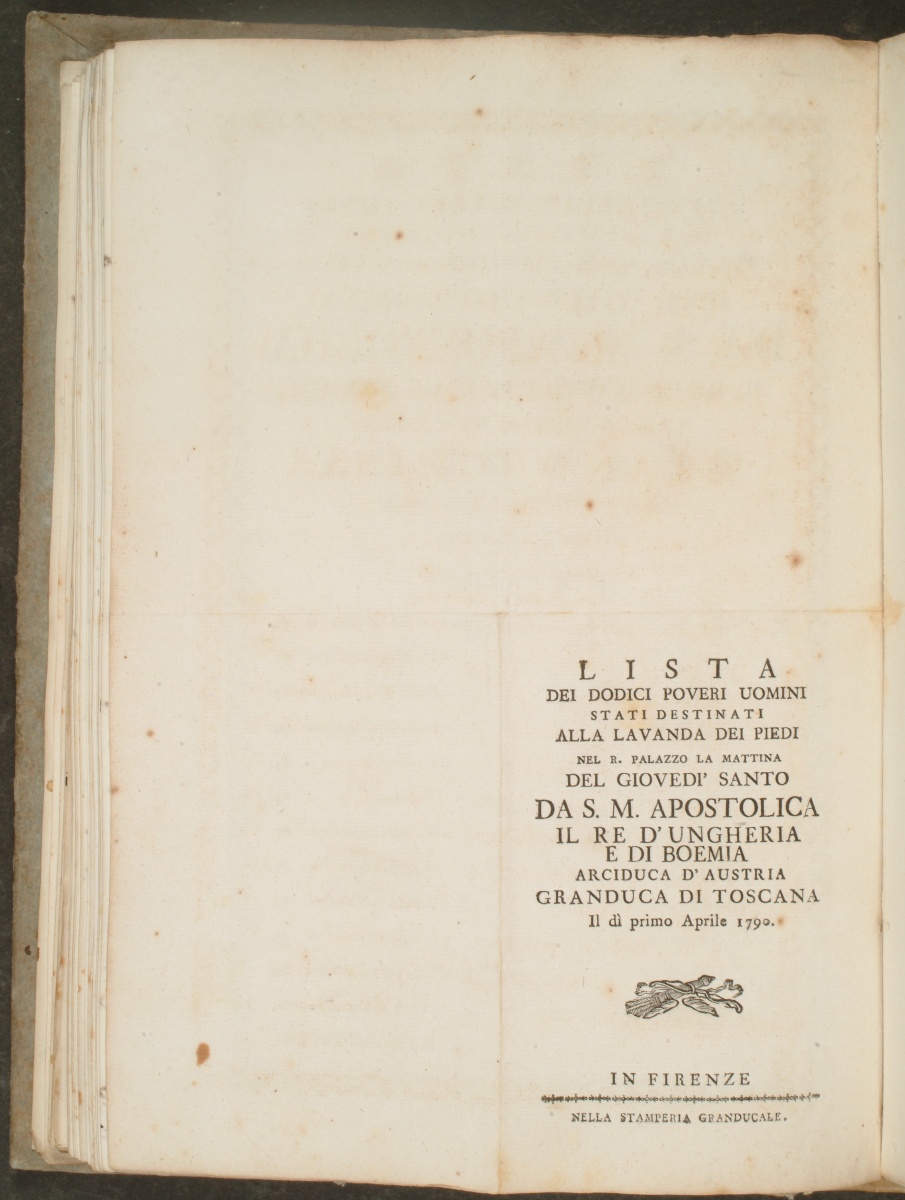 LISTA
DEI DODICI POVERI UOMINI
STATI DESTINATI
ALLA LAVANDA DEI PIEDI
NEL R. PALAZZO LA MATTINA
DEL GIOVEDI' SANTO
DA S. M. APOSTOLICA
IL RE D'UNGHERIA
E DI BOEMIA
ARCIDUCA D'AUSTRIA
GRANDUCA DI TOSCANA
Il dì primo Aprile 1790.
IN FIRENZE
NELLA STAMPERIA GRANDUCALE.